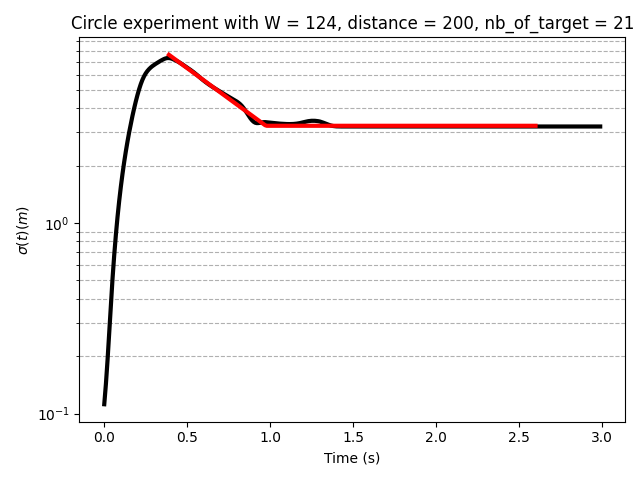 Circle experiment with W = 124, distance = 200, nb_of_target = 21
σ(t)(m)
10⁰
10⁻¹
0.0 0.5 1.0 1.5 2.0 2.5 3.0
Time (s)